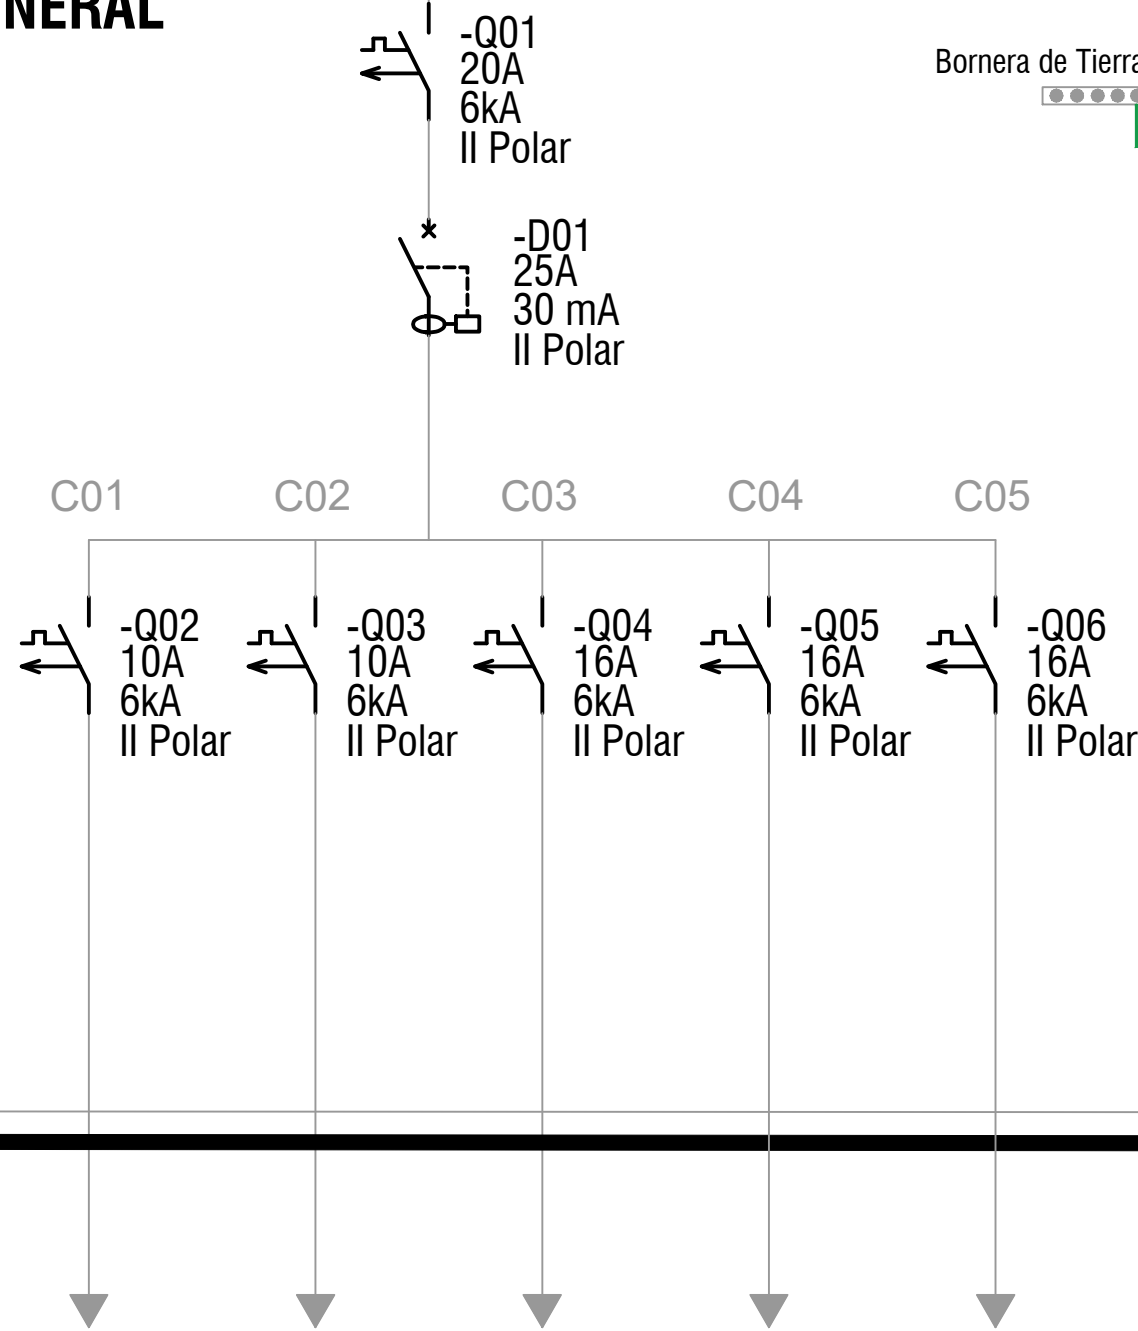 NERAL
-Q01
20A
6kA
II Polar
Bornera de Tierra
-D01
25A
30 mA
II Polar
C01
C02
C03
C04
C05
-Q02
10A
6kA
II Polar
-Q03
10A
6kA
II Polar
-Q04
16A
6kA
II Polar
-Q05
16A
6kA
II Polar
-Q06
16A
6kA
II Polar